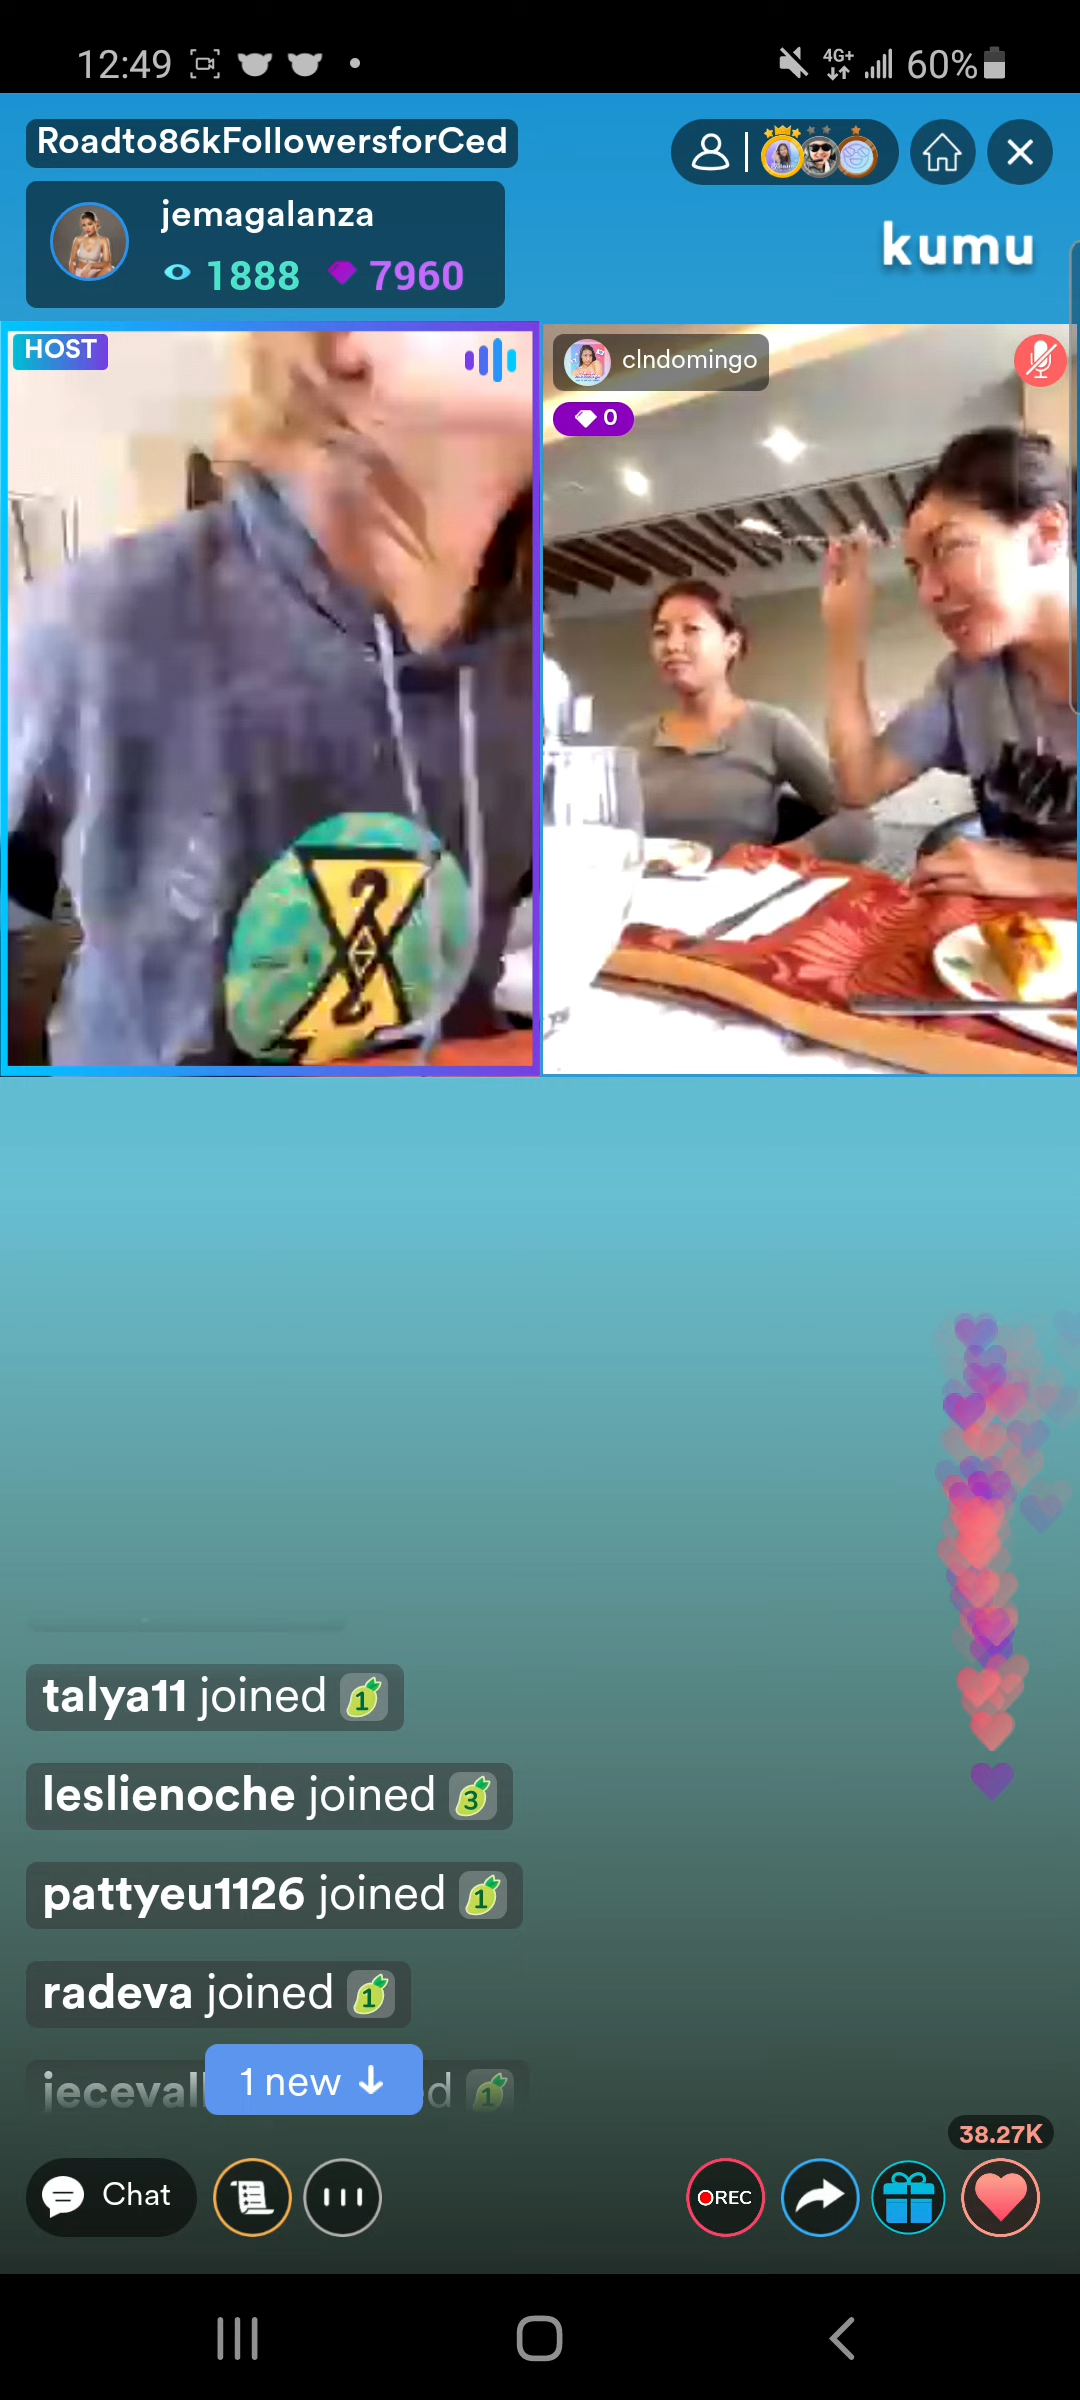 12:49
4G+
60%
Roadto86kFollowersforCed
jemagalanza
1888 7960
kumu
HOST
clndomingo
0
talya11 joined 1
leslienoche joined 3
pattyeu1126 joined 1
radeva joined 1
1 new
38.27K
Chat
REC